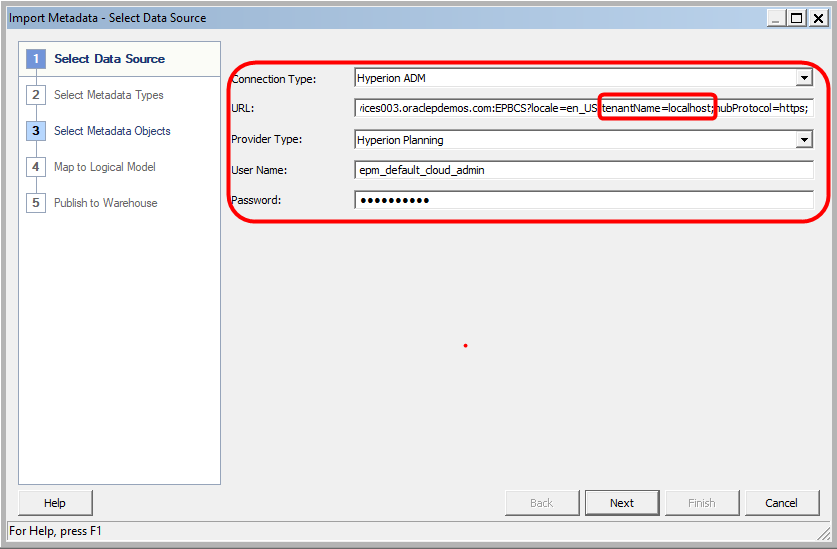 Import Metadata - Select Data Source
1 Select Data Source
2 Select Metadata Types
3 Select Metadata Objects
4 Map to Logical Model
5 Publish to Warehouse
Connection Type: Hyperion ADM
URL: vices003.oraclepdemos.com:EPBCS?locale=en_US;tenantName=localhost;hubProtocol=https;
Provider Type: Hyperion Planning
User Name: epm_default_cloud_admin
Password: ●●●●●●●●●●
Help Back Next Finish Cancel
For Help, press F1